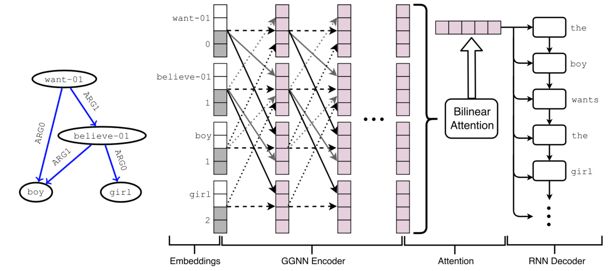 want-01
ARG0
ARG1
believe-01
ARG1
ARG0
boy
girl
want-01
0
believe-01
1
boy
1
girl
2
Bilinear
Attention
the
boy
wants
the
girl
Embeddings
GGNN Encoder
Attention
RNN Decoder